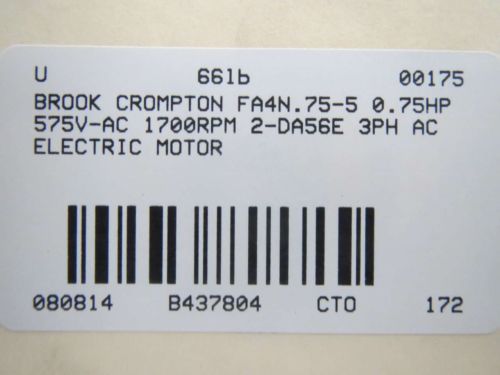 U 661b 00175
BROOK CROMPTON FA4N.75-5 0.75HP
575V-AC 1700RPM 2-DA56E 3PH AC
ELECTRIC MOTOR
080814 B437804 CTO 172